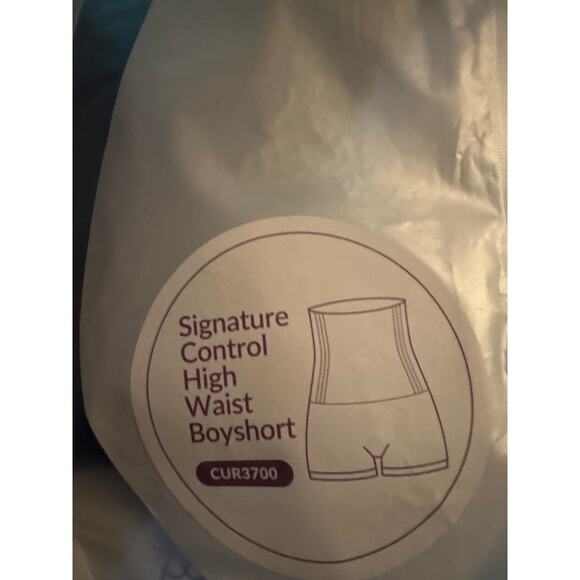 Signature
Control
High
Waist
Boyshort
CUR3700